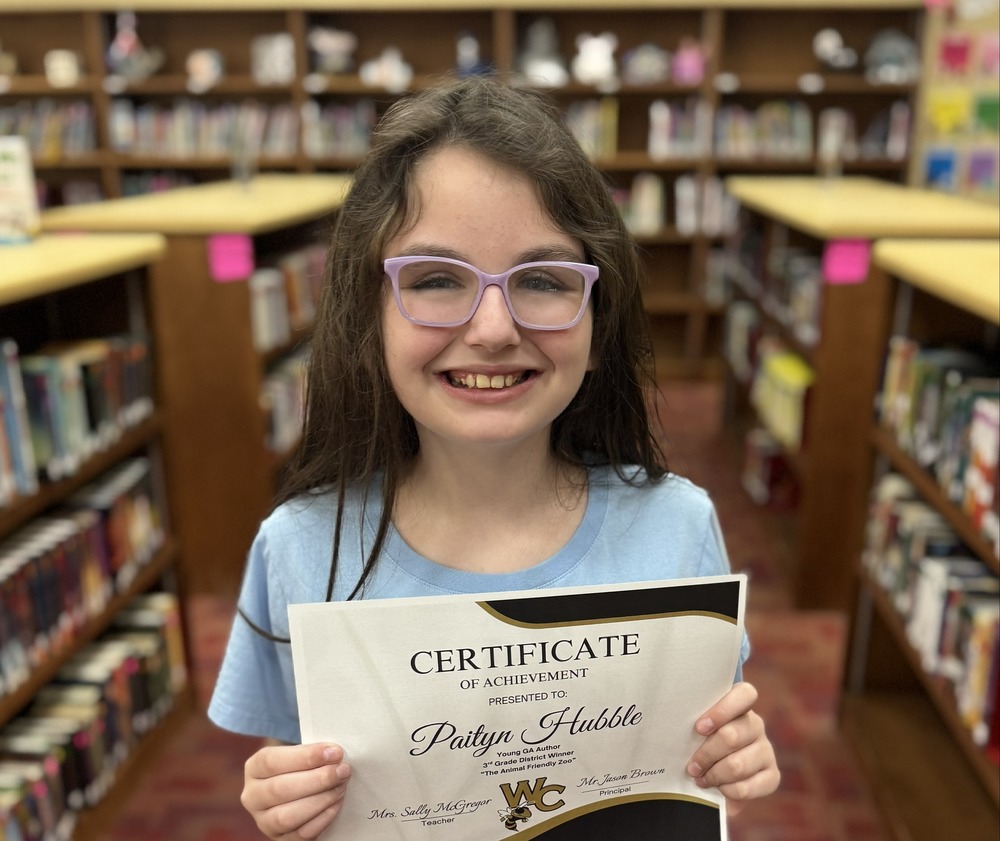 CERTIFICATE
OF ACHIEVEMENT
PRESENTED TO:
Paityn Hubble
Young GA Author
3rd Grade District Winner
"The Animal Friendly Zoo"
Mrs. Sally McGregor
Teacher
WC
Mr. Jason Brown
Principal